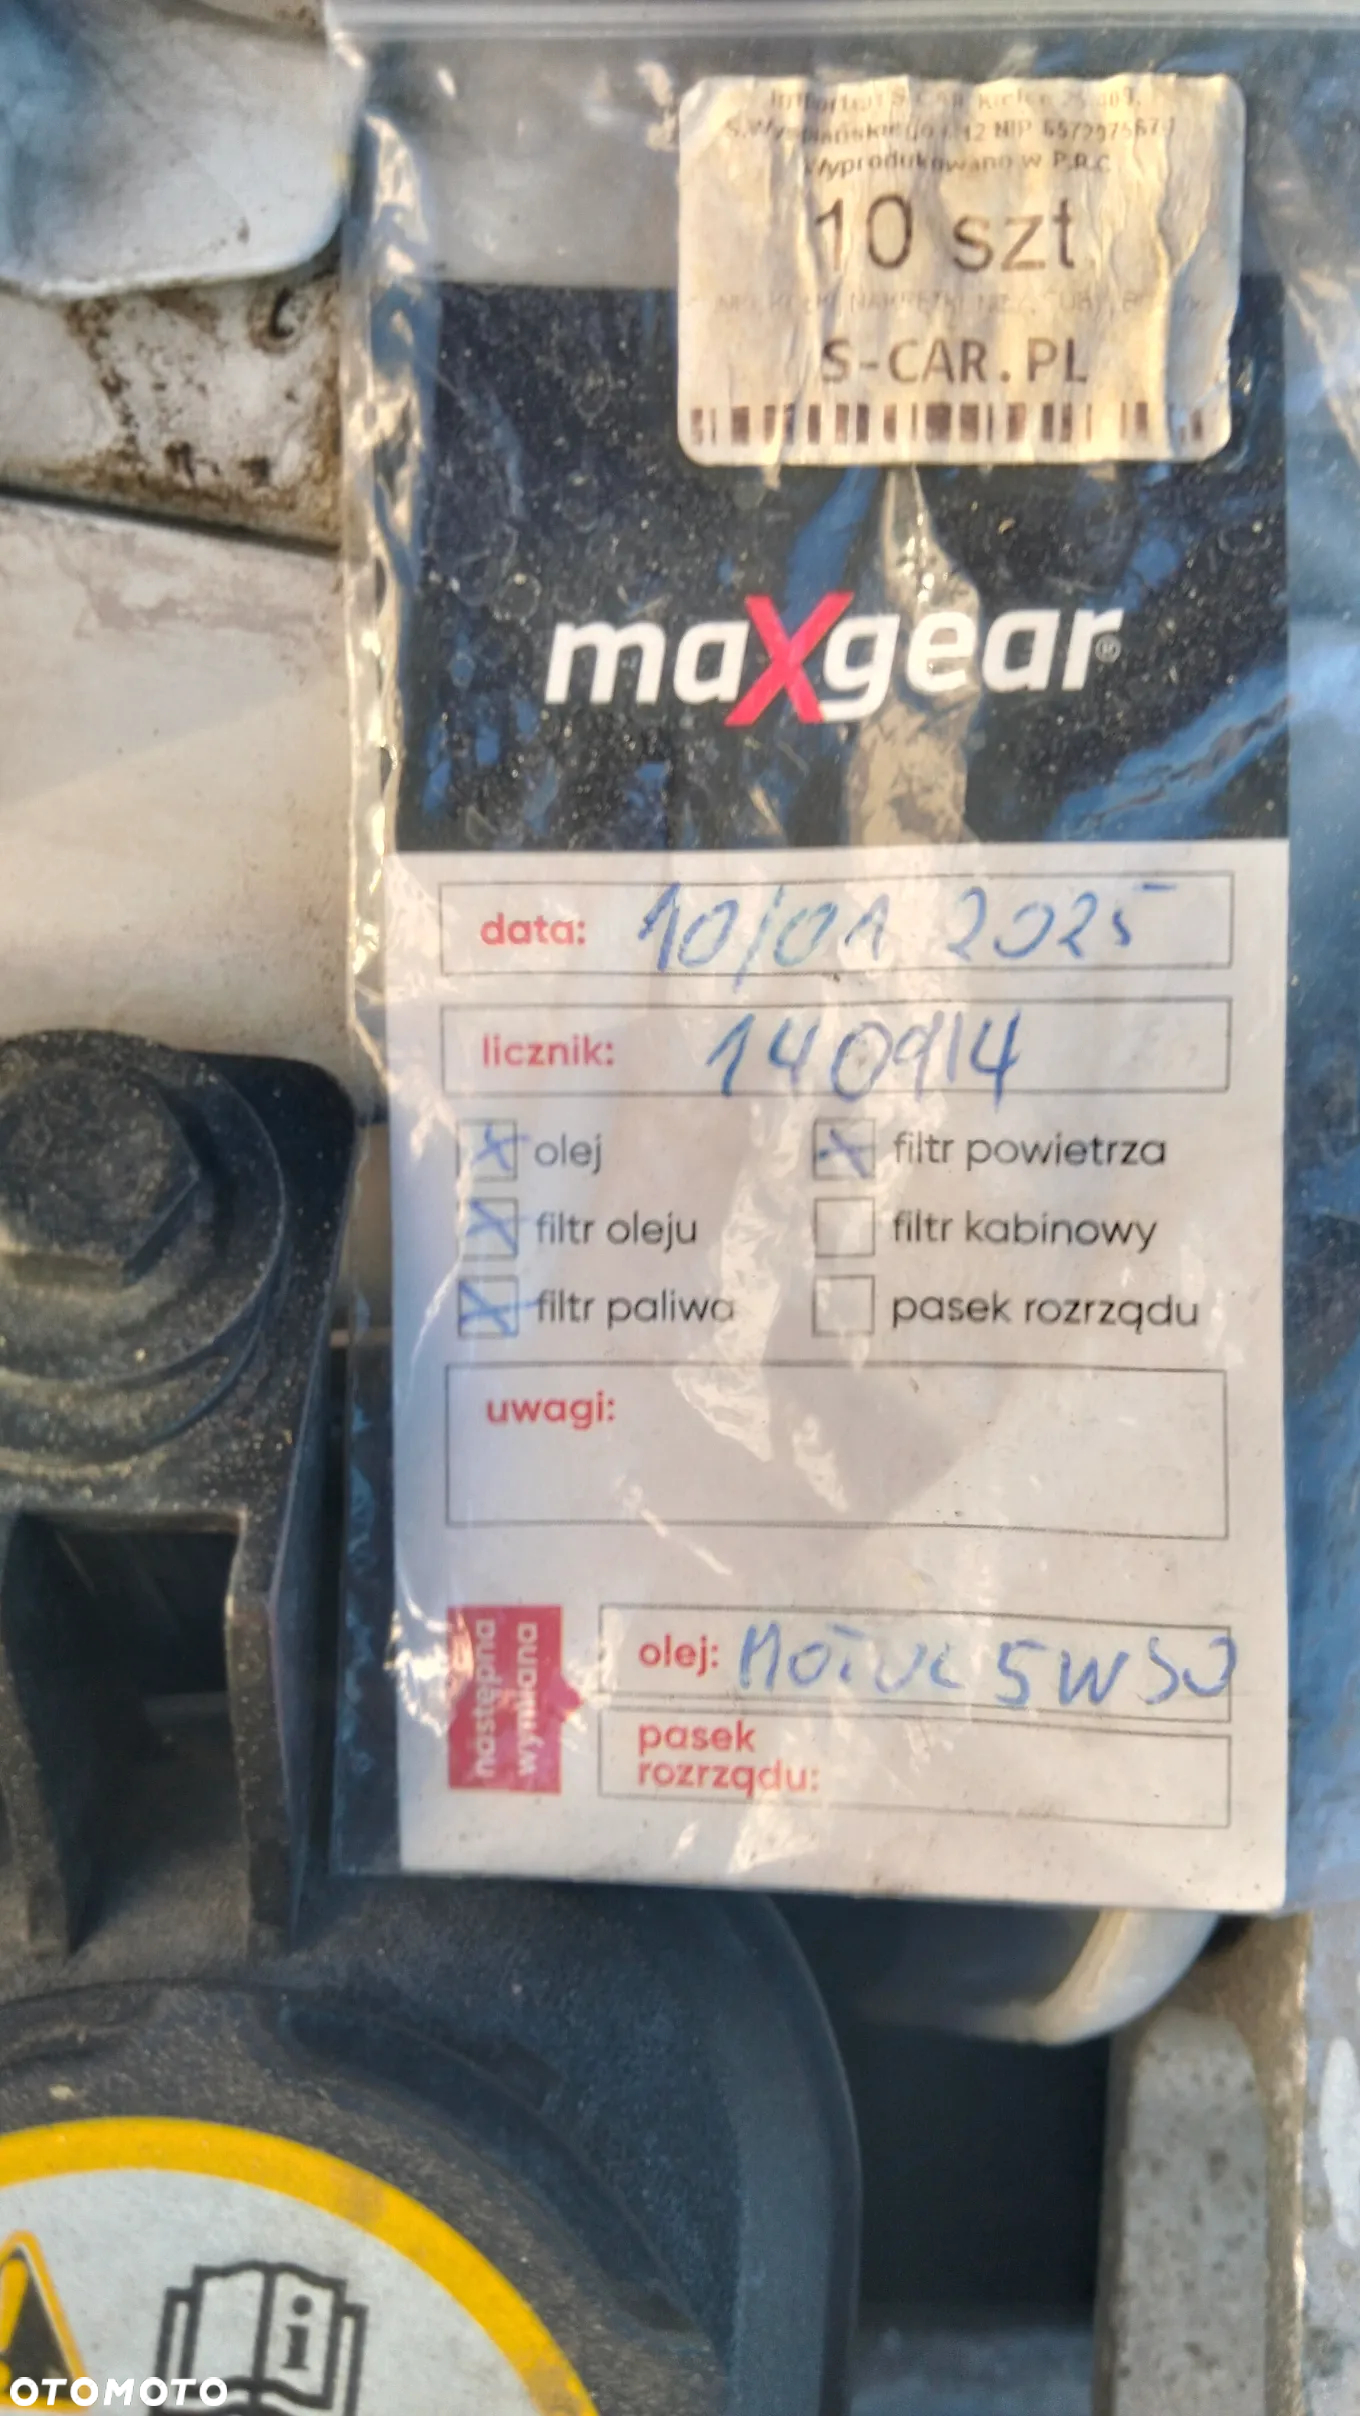 10 szt.
S-CAR.PL
maxgear
data: 10/01 2025
licznik: 140914
olej
filtr powietrza
filtr oleju
filtr kabinowy
filtr paliwa
pasek rozrządu
uwagi:
następna
wymiana
olej: MOTUL 5W30
pasek
rozrządu:
OTOMOTO